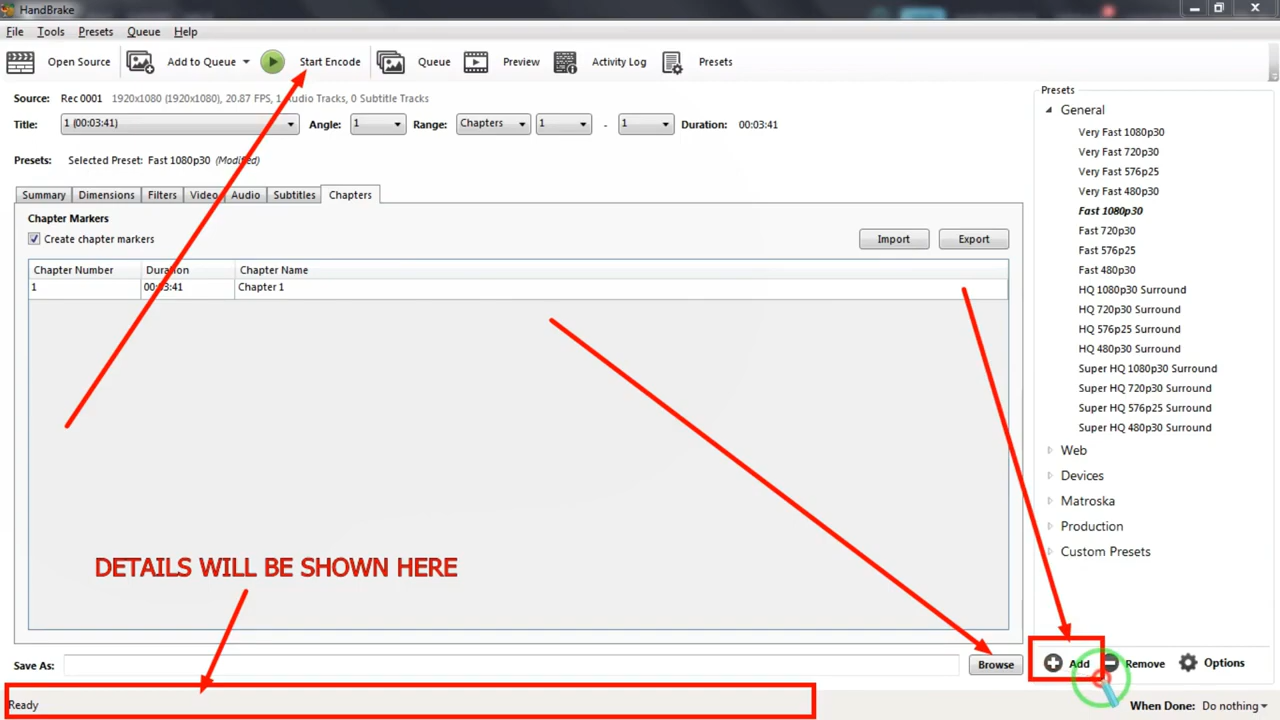 HandBrake
File Tools Presets Queue Help
Open Source Add to Queue Start Encode Queue Preview Activity Log Presets
Source: Rec 0001 1920x1080 (1920x1080), 20.87 FPS, 1 Audio Tracks, 0 Subtitle Tracks
Title: 1 (00:03:41) Angle: 1 Range: Chapters 1 - 1 Duration: 00:03:41
Presets: Selected Preset: Fast 1080p30 (Modified)
Summary Dimensions Filters Video Audio Subtitles Chapters
Chapter Markers
Create chapter markers Import Export
Chapter Number Duration Chapter Name
1 00:03:41 Chapter 1
DETAILS WILL BE SHOWN HERE
Save As: Browse
Ready
Presets
General
Very Fast 1080p30
Very Fast 720p30
Very Fast 576p25
Very Fast 480p30
Fast 1080p30
Fast 720p30
Fast 576p25
Fast 480p30
HQ 1080p30 Surround
HQ 720p30 Surround
HQ 576p25 Surround
HQ 480p30 Surround
Super HQ 1080p30 Surround
Super HQ 720p30 Surround
Super HQ 576p25 Surround
Super HQ 480p30 Surround
Web
Devices
Matroska
Production
Custom Presets
Add Remove Options
When Done: Do nothing